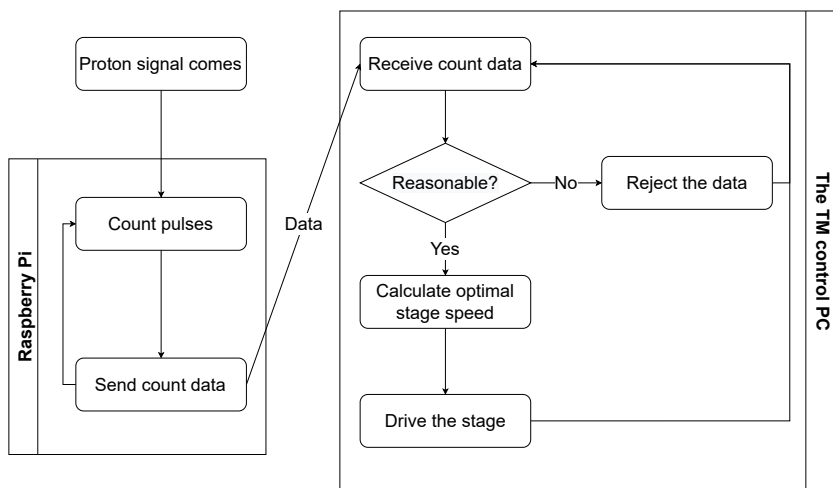 Proton signal comes
Raspberry Pi
Count pulses
Send count data
Data
The TM control PC
Receive count data
Reasonable?
No
Reject the data
Yes
Calculate optimal
stage speed
Drive the stage